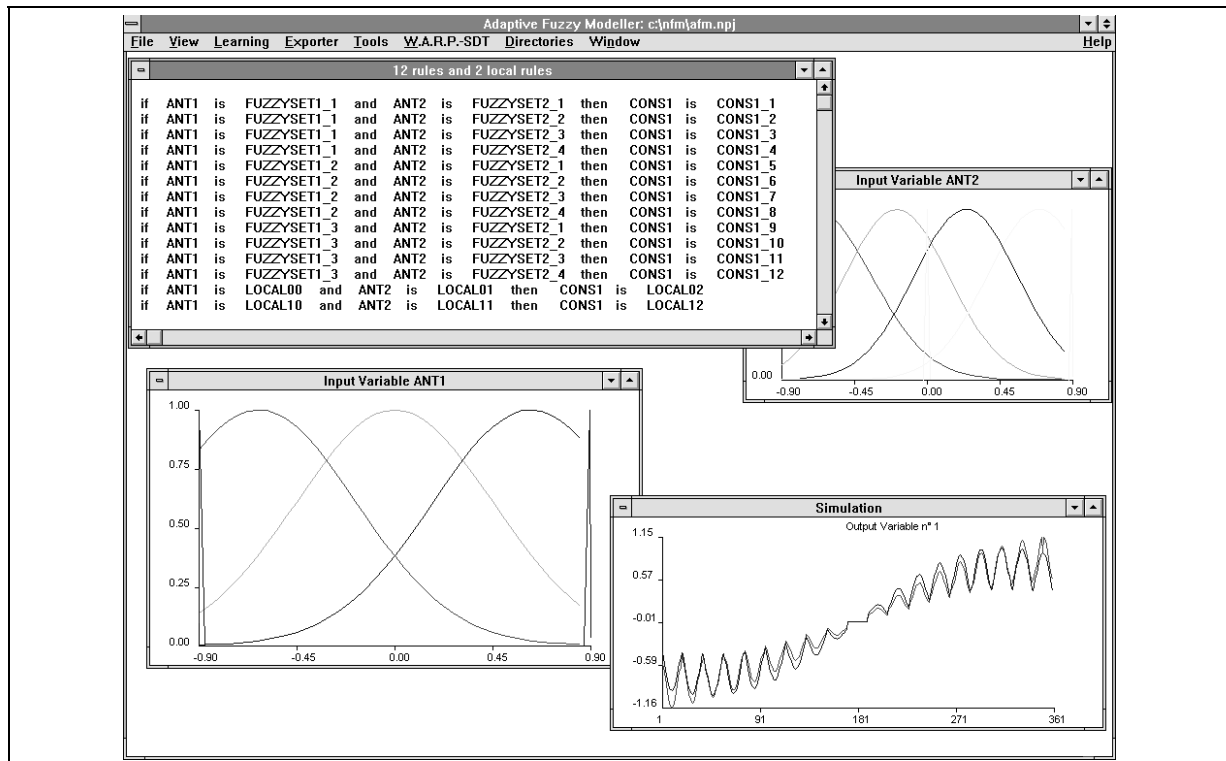 Adaptive Fuzzy Modeller: c:\nfm\afm.npj
File View Learning Exporter Tools W.A.R.P.-SDT Directories Window Help
12 rules and 2 local rules
if ANT1 is FUZZYSET1_1 and ANT2 is FUZZYSET2_1 then CONS1 is CONS1_1
if ANT1 is FUZZYSET1_1 and ANT2 is FUZZYSET2_2 then CONS1 is CONS1_2
if ANT1 is FUZZYSET1_1 and ANT2 is FUZZYSET2_3 then CONS1 is CONS1_3
if ANT1 is FUZZYSET1_1 and ANT2 is FUZZYSET2_4 then CONS1 is CONS1_4
if ANT1 is FUZZYSET1_2 and ANT2 is FUZZYSET2_1 then CONS1 is CONS1_5
if ANT1 is FUZZYSET1_2 and ANT2 is FUZZYSET2_2 then CONS1 is CONS1_6
if ANT1 is FUZZYSET1_2 and ANT2 is FUZZYSET2_3 then CONS1 is CONS1_7
if ANT1 is FUZZYSET1_2 and ANT2 is FUZZYSET2_4 then CONS1 is CONS1_8
if ANT1 is FUZZYSET1_3 and ANT2 is FUZZYSET2_1 then CONS1 is CONS1_9
if ANT1 is FUZZYSET1_3 and ANT2 is FUZZYSET2_2 then CONS1 is CONS1_10
if ANT1 is FUZZYSET1_3 and ANT2 is FUZZYSET2_3 then CONS1 is CONS1_11
if ANT1 is FUZZYSET1_3 and ANT2 is FUZZYSET2_4 then CONS1 is CONS1_12
if ANT1 is LOCAL00 and ANT2 is LOCAL01 then CONS1 is LOCAL02
if ANT1 is LOCAL10 and ANT2 is LOCAL11 then CONS1 is LOCAL12
Input Variable ANT2
0.00
-0.90 -0.45 0.00 0.45 0.90
Input Variable ANT1
1.00
0.75
0.50
0.25
0.00
-0.90 -0.45 0.00 0.45 0.90
Simulation
Output Variable n° 1
1.15
0.57
-0.01
-0.59
-1.16
1 91 181 271 361